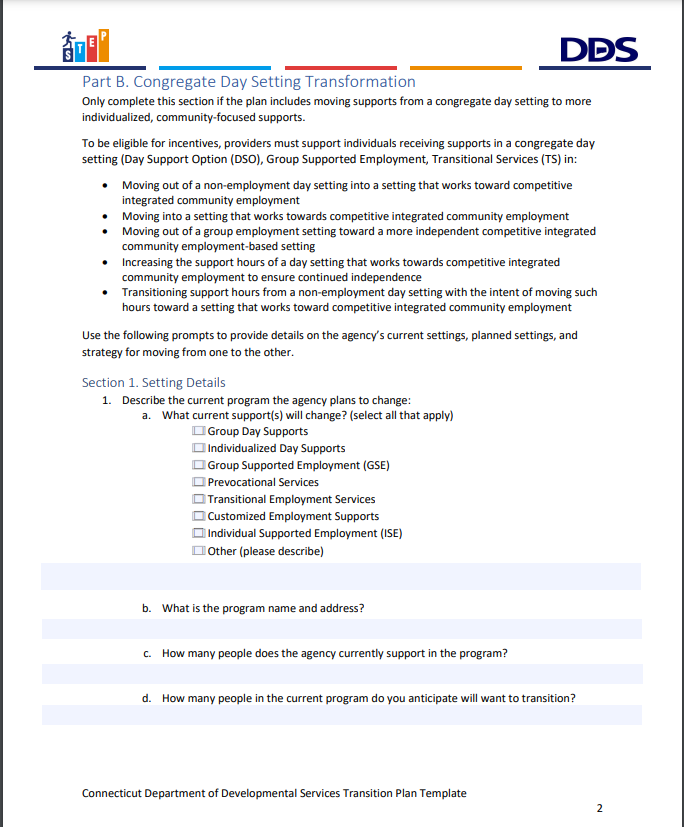 STEP
DDS
Part B. Congregate Day Setting Transformation
Only complete this section if the plan includes moving supports from a congregate day setting to more
individualized, community-focused supports.
To be eligible for incentives, providers must support individuals receiving supports in a congregate day
setting (Day Support Option (DSO), Group Supported Employment, Transitional Services (TS) in:
• Moving out of a non-employment day setting into a setting that works toward competitive
integrated community employment
• Moving into a setting that works towards competitive integrated community employment
• Moving out of a group employment setting toward a more independent competitive integrated
community employment-based setting
• Increasing the support hours of a day setting that works towards competitive integrated
community employment to ensure continued independence
• Transitioning support hours from a non-employment day setting with the intent of moving such
hours toward a setting that works toward competitive integrated community employment
Use the following prompts to provide details on the agency’s current settings, planned settings, and
strategy for moving from one to the other.
Section 1. Setting Details
1. Describe the current program the agency plans to change:
a. What current support(s) will change? (select all that apply)
Group Day Supports
Individualized Day Supports
Group Supported Employment (GSE)
Prevocational Services
Transitional Employment Services
Customized Employment Supports
Individual Supported Employment (ISE)
Other (please describe)
b. What is the program name and address?
c. How many people does the agency currently support in the program?
d. How many people in the current program do you anticipate will want to transition?
Connecticut Department of Developmental Services Transition Plan Template
2